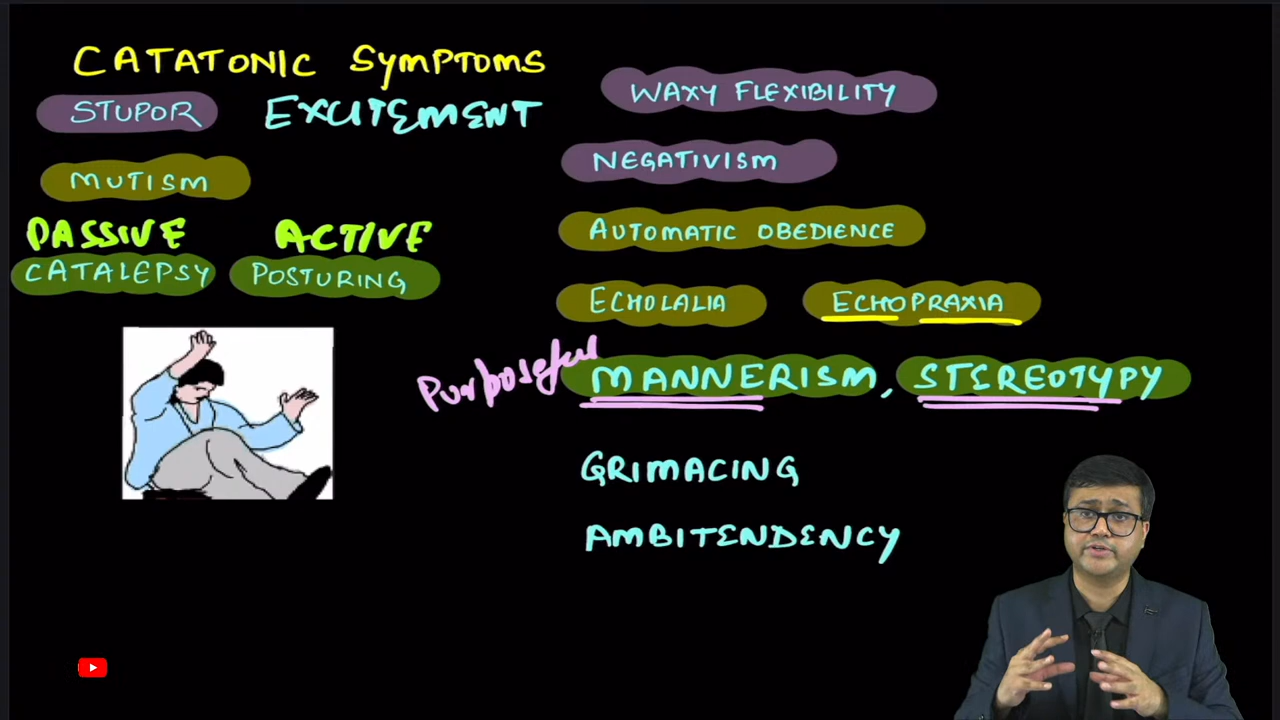 CATATONIC SYMPTOMS
STUPOR EXCITEMENT
MUTISM
PASSIVE ACTIVE
CATALEPSY POSTURING
WAXY FLEXIBILITY
NEGATIVISM
AUTOMATIC OBEDIENCE
ECHOLALIA ECHOPRAXIA
Purposeful MANNERISM, STEREOTYPY
GRIMACING
AMBITENDENCY